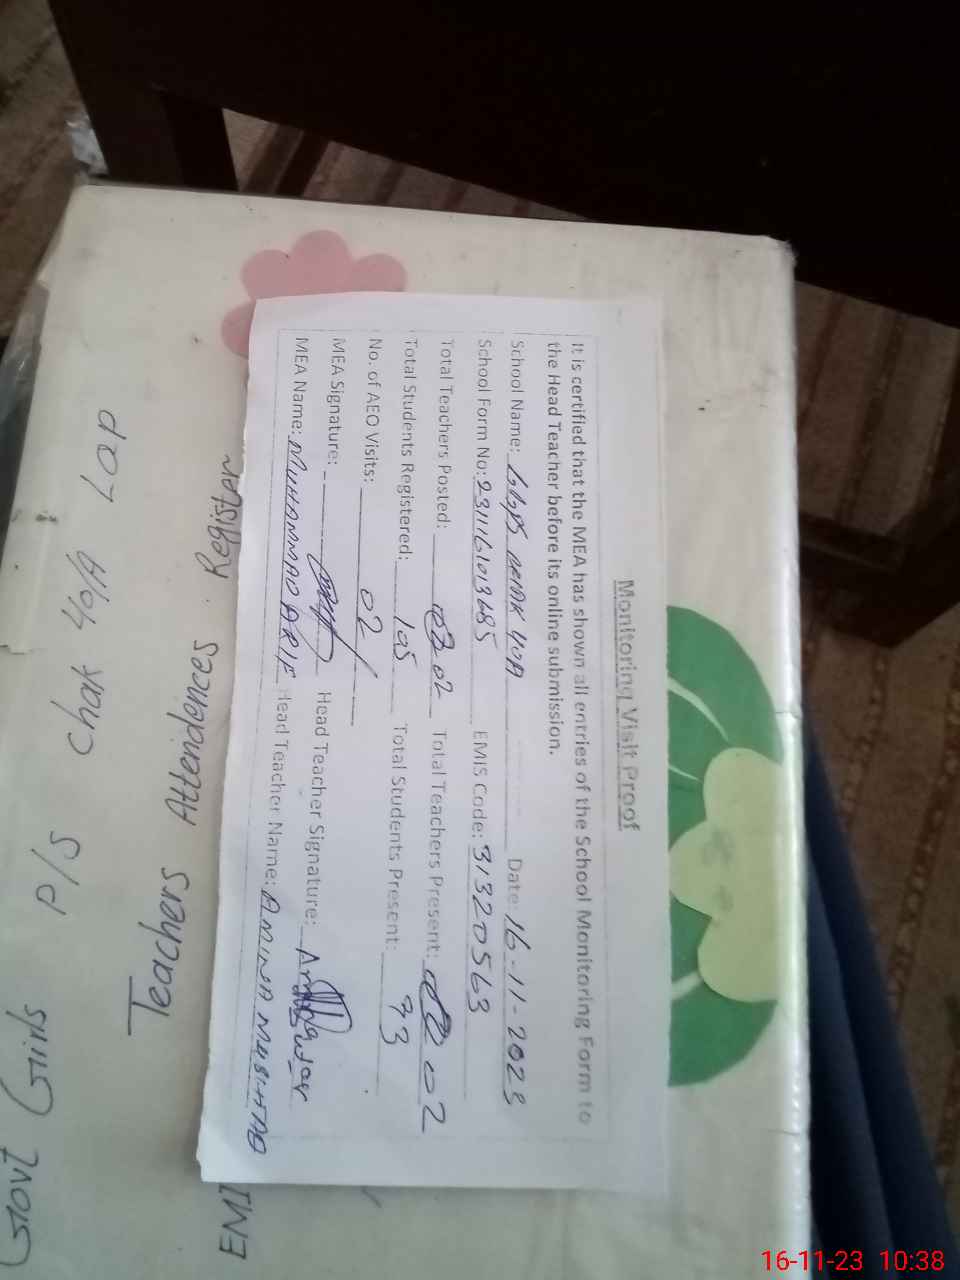 Monitoring Visit Proof
It is certified that the MEA has shown all entries of the School Monitoring Form to
the Head Teacher before its online submission.
School Name: GGPS 40A Date: 16-11-2023
School Form No: 2311161013685 EMIS Code: 31320563
Total Teachers Posted: 02 Total Teachers Present: 02
Total Students Registered: 105 Total Students Present: 93
No. of AEO Visits: 02
MEA Signature: Head Teacher Signature:
MEA Name: MUHAMMAD ARIF Head Teacher Name: AMINA
Register
Teachers Attendences
Govt Girls P/S Chak 40/A Lap
EMI
16-11-23 10:38